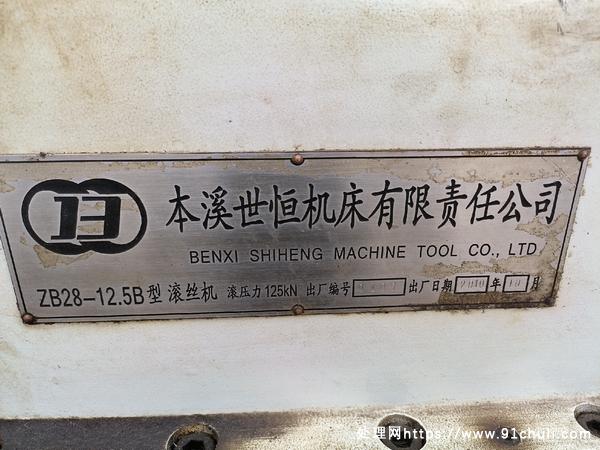 本溪世恒机床有限责任公司
BENXI SHIHENG MACHINE TOOL CO., LTD
ZB28-12.5B型 滚丝机 滚压力125kN 出厂编号 出厂日期 2010 年 10 月
处理网https://www.91chuli.com